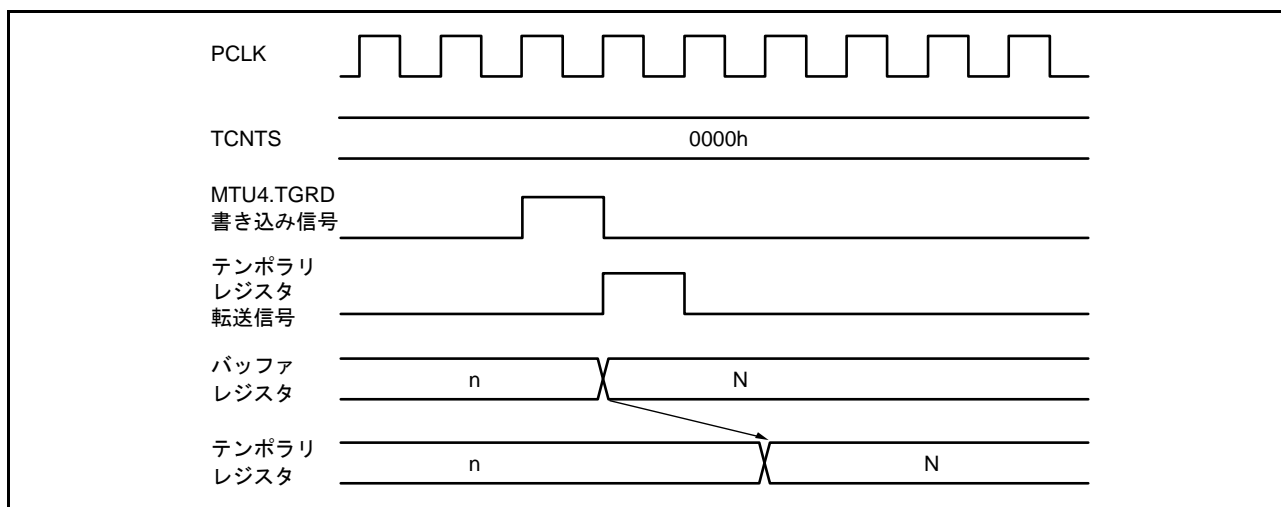 PCLK
TCNTS
0000h
MTU4.TGRD
書き込み信号
テンポラリ
レジスタ
転送信号
バッファ
レジスタ
n
N
テンポラリ
レジスタ
n
N